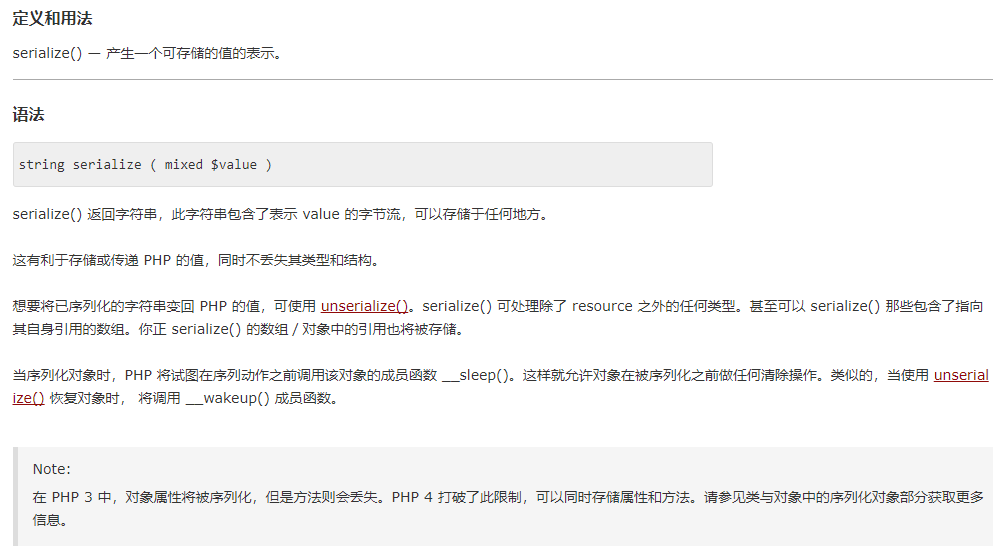 定义和用法
serialize() — 产生一个可存储的值的表示。
语法
string serialize ( mixed $value )
serialize() 返回字符串，此字符串包含了表示 value 的字节流，可以存储于任何地方。
这有利于存储或传递 PHP 的值，同时不丢失其类型和结构。
想要将已序列化的字符串变回 PHP 的值，可使用 unserialize()。serialize() 可处理除了 resource 之外的任何类型。甚至可以 serialize() 那些包含了指向
其自身引用的数组。你正 serialize() 的数组 / 对象中的引用也将被存储。
当序列化对象时，PHP 将试图在序列动作之前调用该对象的成员函数 __sleep()。这样就允许对象在被序列化之前做任何清除操作。类似的，当使用 unserial
ize() 恢复对象时， 将调用 __wakeup() 成员函数。
Note:
在 PHP 3 中，对象属性将被序列化，但是方法则会丢失。PHP 4 打破了此限制，可以同时存储属性和方法。请参见类与对象中的序列化对象部分获取更多
信息。